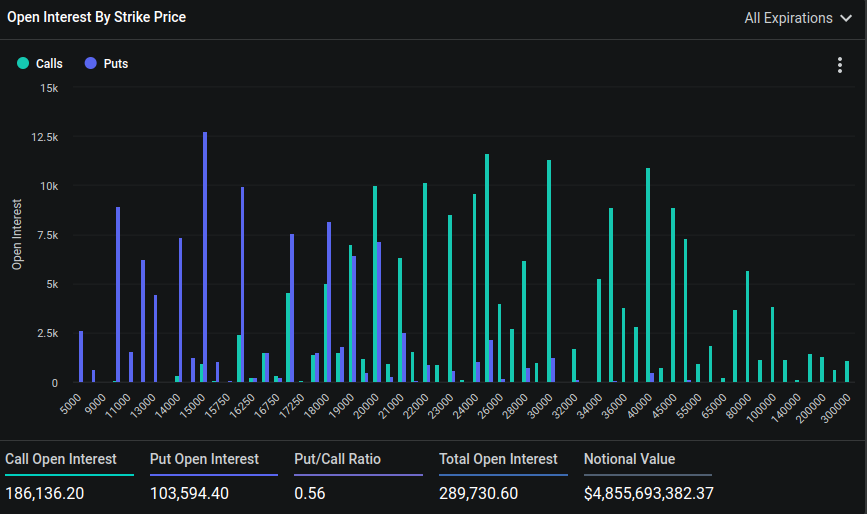 Open Interest By Strike Price
All Expirations
Calls
Puts
15k
12.5k
10k
7.5k
5k
2.5k
0
Open Interest
5000
9000
11000
13000
14000
15000
15750
16250
16750
17250
18000
19000
20000
21000
22000
23000
24000
26000
28000
30000
32000
34000
36000
40000
45000
55000
65000
80000
100000
140000
200000
300000
Call Open Interest
Put Open Interest
Put/Call Ratio
Total Open Interest
Notional Value
186,136.20
103,594.40
0.56
289,730.60
$4,855,693,382.37